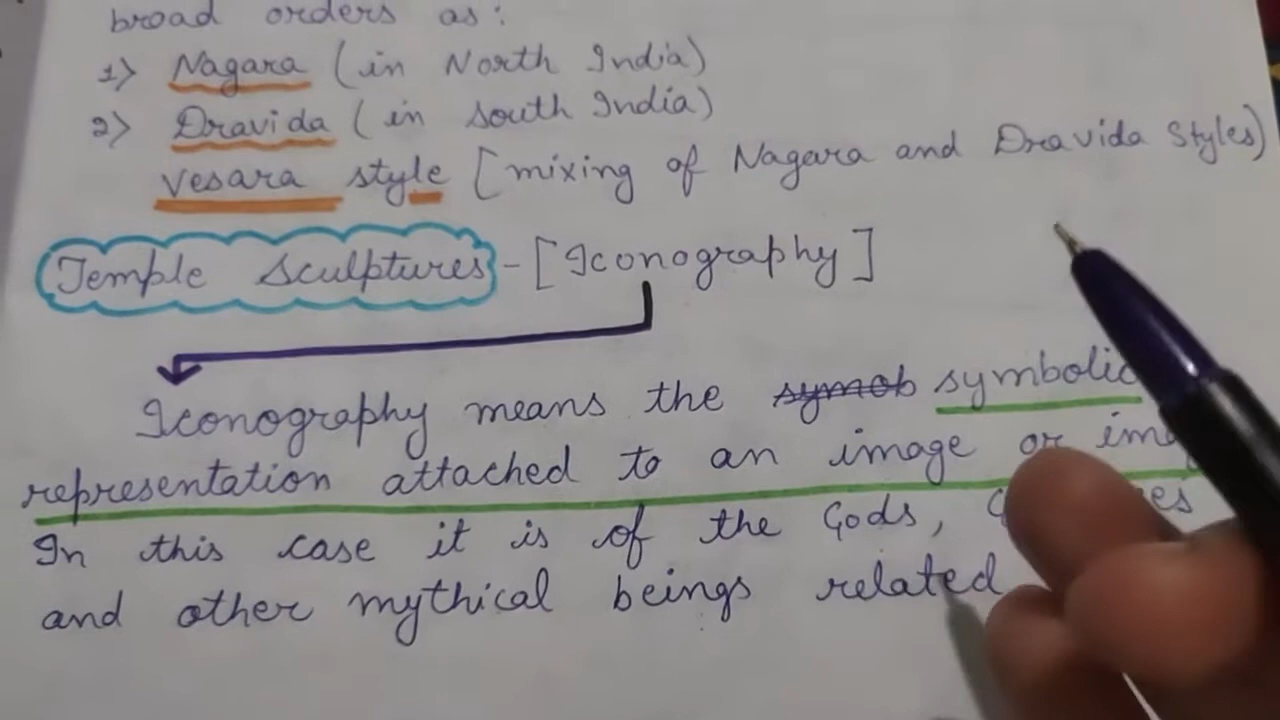 broad orders as:
1) Nagara (in North India)
2) Dravida (in south India)
Vesara style [mixing of Nagara and Dravida Styles)
Temple Sculptures - [Iconography]
Iconography means the symob symbolic
representation attached to an image or
In this case it is of the Gods,
and other mythical beings related